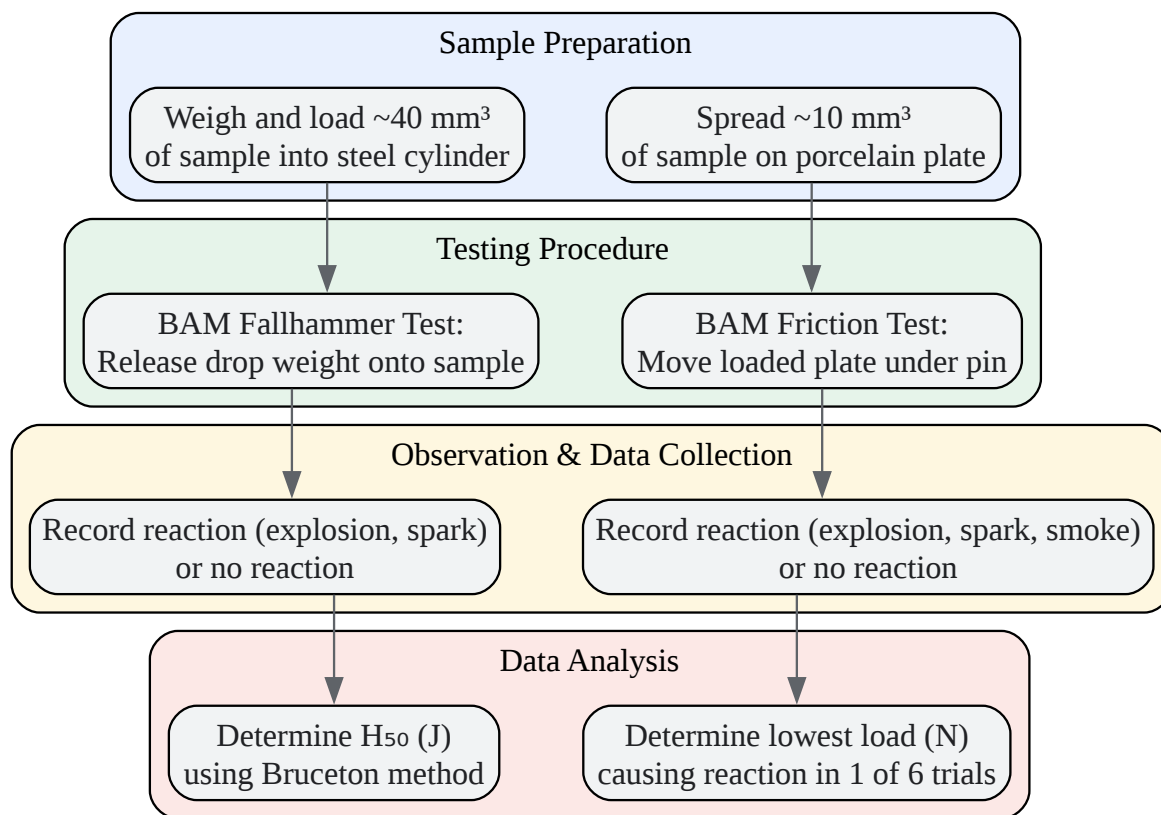 Sample Preparation
Weigh and load ~40 mm³
of sample into steel cylinder
Spread ~10 mm³
of sample on porcelain plate
Testing Procedure
BAM Fallhammer Test:
Release drop weight onto sample
BAM Friction Test:
Move loaded plate under pin
Observation & Data Collection
Record reaction (explosion, spark)
or no reaction
Record reaction (explosion, spark, smoke)
or no reaction
Data Analysis
Determine H₅₀ (J)
using Bruceton method
Determine lowest load (N)
causing reaction in 1 of 6 trials